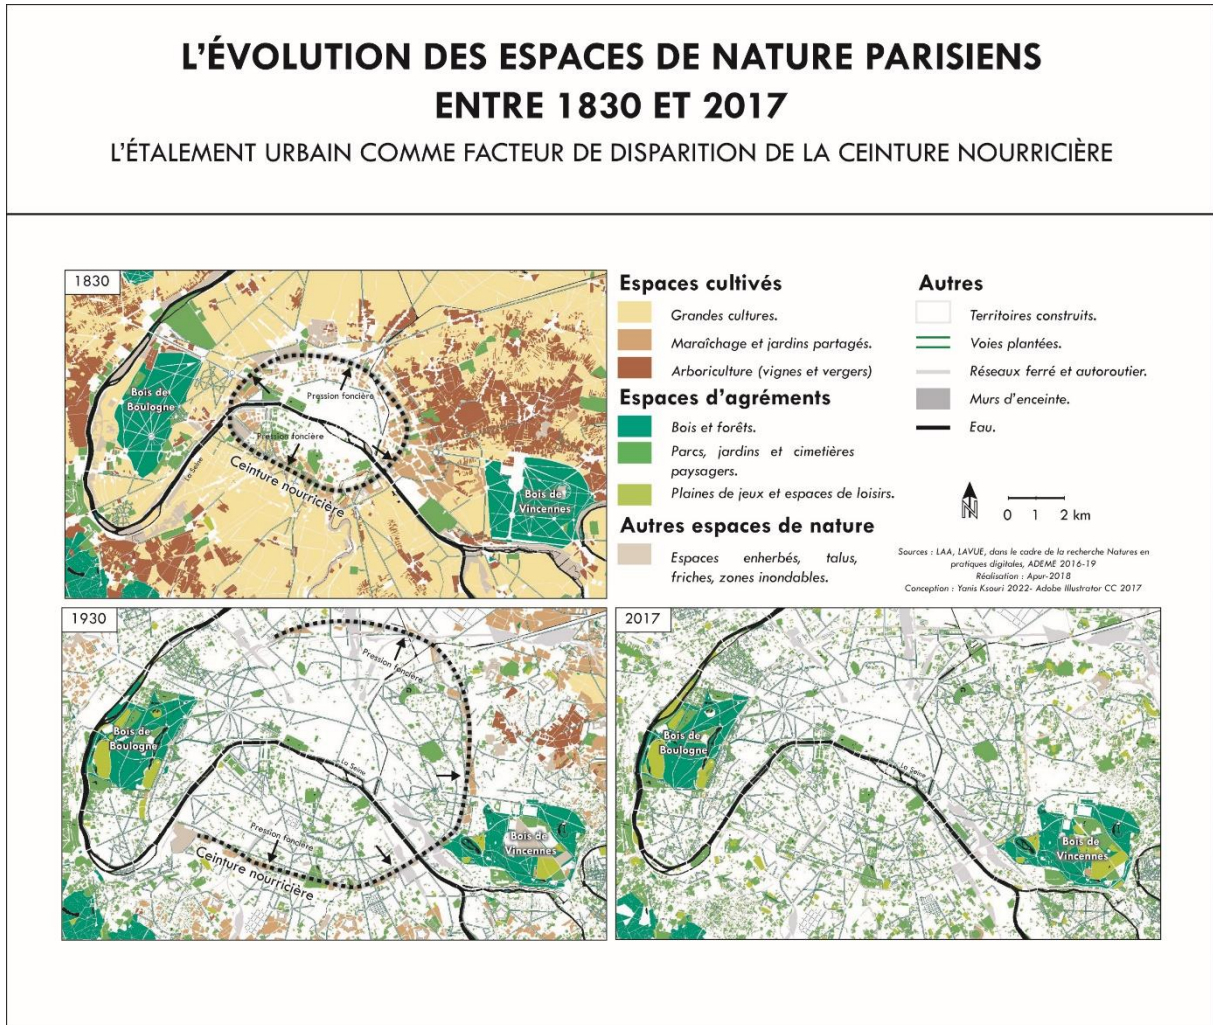 L'ÉVOLUTION DES ESPACES DE NATURE PARISIENS
ENTRE 1830 ET 2017
L'ÉTALEMENT URBAIN COMME FACTEUR DE DISPARITION DE LA CEINTURE NOURRICIÈRE
1830
Bois de
Boulogne
Pression foncière
Pression foncière
La Seine
Ceinture nourricière
Bois de
Vincennes
Espaces cultivés
Grandes cultures.
Maraîchage et jardins partagés.
Arboriculture (vignes et vergers)
Espaces d'agréments
Bois et forêts.
Parcs, jardins et cimetières
paysagers.
Plaines de jeux et espaces de loisirs.
Autres espaces de nature
Espaces enherbés, talus,
friches, zones inondables.
Autres
Territoires construits.
Voies plantées.
Réseaux ferré et autoroutier.
Murs d'enceinte.
Eau.
N
0 1 2 km
Sources : LAA, LAVUE, dans le cadre de la recherche Natures en
pratiques digitales, ADEME 2016-19
Réalisation : Apur-2018
Conception : Yanis Ksouri 2022- Adobe Illustrator CC 2017
1930
Pression foncière
Bois de
Boulogne
La Seine
Pression foncière
Ceinture nourricière
Bois de
Vincennes
2017
Bois de
Boulogne
La Seine
Bois de
Vincennes